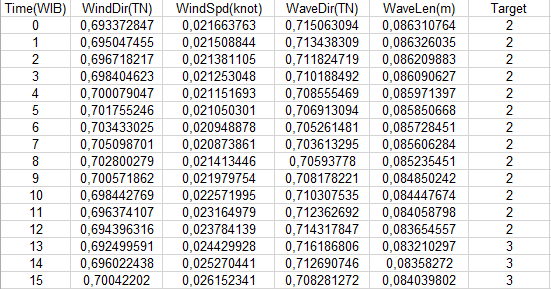 Time(WIB) WindDir(TN) WindSpd(knot) WaveDir(TN) WaveLen(m) Target
0 0,693372847 0,021663763 0,715063094 0,086310764 2
1 0,695047455 0,021508844 0,713438309 0,086326035 2
2 0,696718217 0,021381105 0,711824719 0,086209883 2
3 0,698404623 0,021253048 0,710188492 0,086090627 2
4 0,700079047 0,021151693 0,708555469 0,085971397 2
5 0,701755246 0,021050301 0,706913094 0,085850668 2
6 0,703433025 0,020948878 0,705261481 0,085728451 2
7 0,705098701 0,020873861 0,703613295 0,085606284 2
8 0,702800279 0,021413446 0,70593778 0,085235451 2
9 0,700571862 0,021979754 0,708178221 0,084850242 2
10 0,698442769 0,022571995 0,710307535 0,084447674 2
11 0,696374107 0,023164979 0,712362692 0,084058798 2
12 0,694396316 0,023784139 0,714317847 0,083654557 2
13 0,692499591 0,024429928 0,716186806 0,083210297 3
14 0,696022438 0,025270441 0,712690746 0,08358272 3
15 0,70042202 0,026152341 0,708281272 0,084039802 3